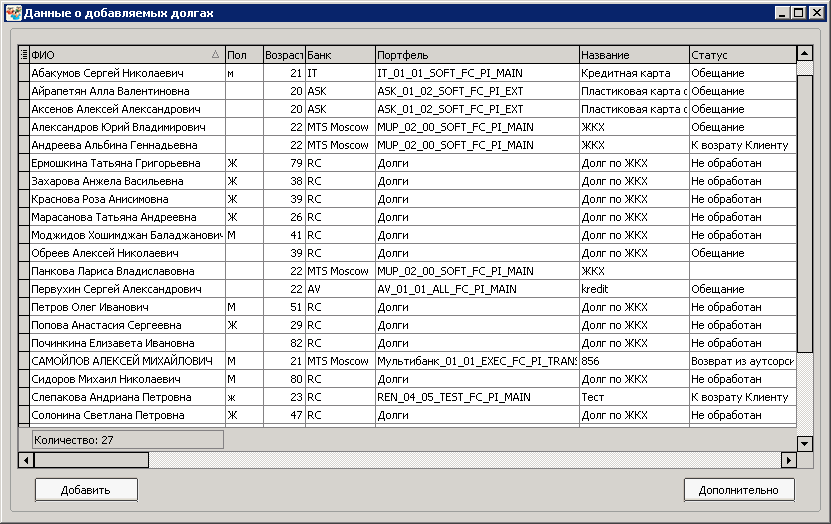 Данные о добавляемых долгах
ФИО Пол Возраст Банк Портфель Название Статус
Абакумов Сергей Николаевич м 21 IT IT_01_01_SOFT_FC_PI_MAIN Кредитная карта Обещание
Айрапетян Алла Валентиновна 20 ASK ASK_01_02_SOFT_FC_PI_EXT Пластиковая карта с Обещание
Аксенов Алексей Александрович 20 ASK ASK_01_02_SOFT_FC_PI_EXT Пластиковая карта с Обещание
Александров Юрий Владимирович 22 MTS Moscow MUP_02_00_SOFT_FC_PI_MAIN ЖКХ Обещание
Андреева Альбина Геннадьевна 22 MTS Moscow MUP_02_00_SOFT_FC_PI_MAIN ЖКХ К возрату Клиенту
Ермошкина Татьяна Григорьевна Ж 79 RC Долги Долг по ЖКХ Не обработан
Захарова Анжела Васильевна Ж 38 RC Долги Долг по ЖКХ Не обработан
Краснова Роза Анисимовна Ж 39 RC Долги Долг по ЖКХ Не обработан
Марасанова Татьяна Андреевна Ж 26 RC Долги Долг по ЖКХ Не обработан
Моджидов Хошимджан Баладжанович М 41 RC Долги Долг по ЖКХ Не обработан
Обреев Алексей Николаевич 39 RC Долги Долг по ЖКХ Обещание
Панкова Лариса Владиславовна 22 MTS Moscow MUP_02_00_SOFT_FC_PI_MAIN ЖКХ
Первухин Сергей Александрович 22 AV AV_01_01_ALL_FC_PI_MAIN kredit Обещание
Петров Олег Иванович М 51 RC Долги Долг по ЖКХ Не обработан
Попова Анастасия Сергеевна Ж 29 RC Долги Долг по ЖКХ Не обработан
Починкина Елизавета Ивановна 82 RC Долги Долг по ЖКХ Не обработан
САМОЙЛОВ АЛЕКСЕЙ МИХАЙЛОВИЧ М 21 MTS Moscow Мультибанк_01_01_EXEC_FC_PI_TRANS 856 Возврат из аутсорси
Сидоров Михаил Николаевич М 80 RC Долги Долг по ЖКХ Не обработан
Слепакова Андриана Петровна ж 23 RC REN_04_05_TEST_FC_PI_MAIN Тест К возрату Клиенту
Солонина Светлана Петровна Ж 47 RC Долги Долг по ЖКХ Не обработан
Количество: 27
Добавить Дополнительно